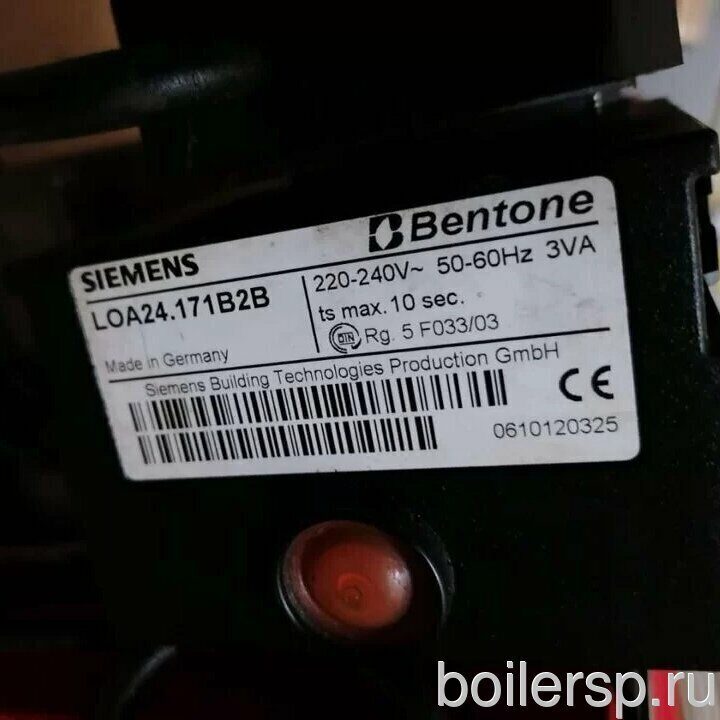 SIEMENS
Bentone
LOA24.171B2B
220-240V~ 50-60Hz 3VA
ts max. 10 sec.
DIN Rg. 5 F033/03
Made in Germany
Siemens Building Technologies Production GmbH
CE
0610120325
boilersp.ru